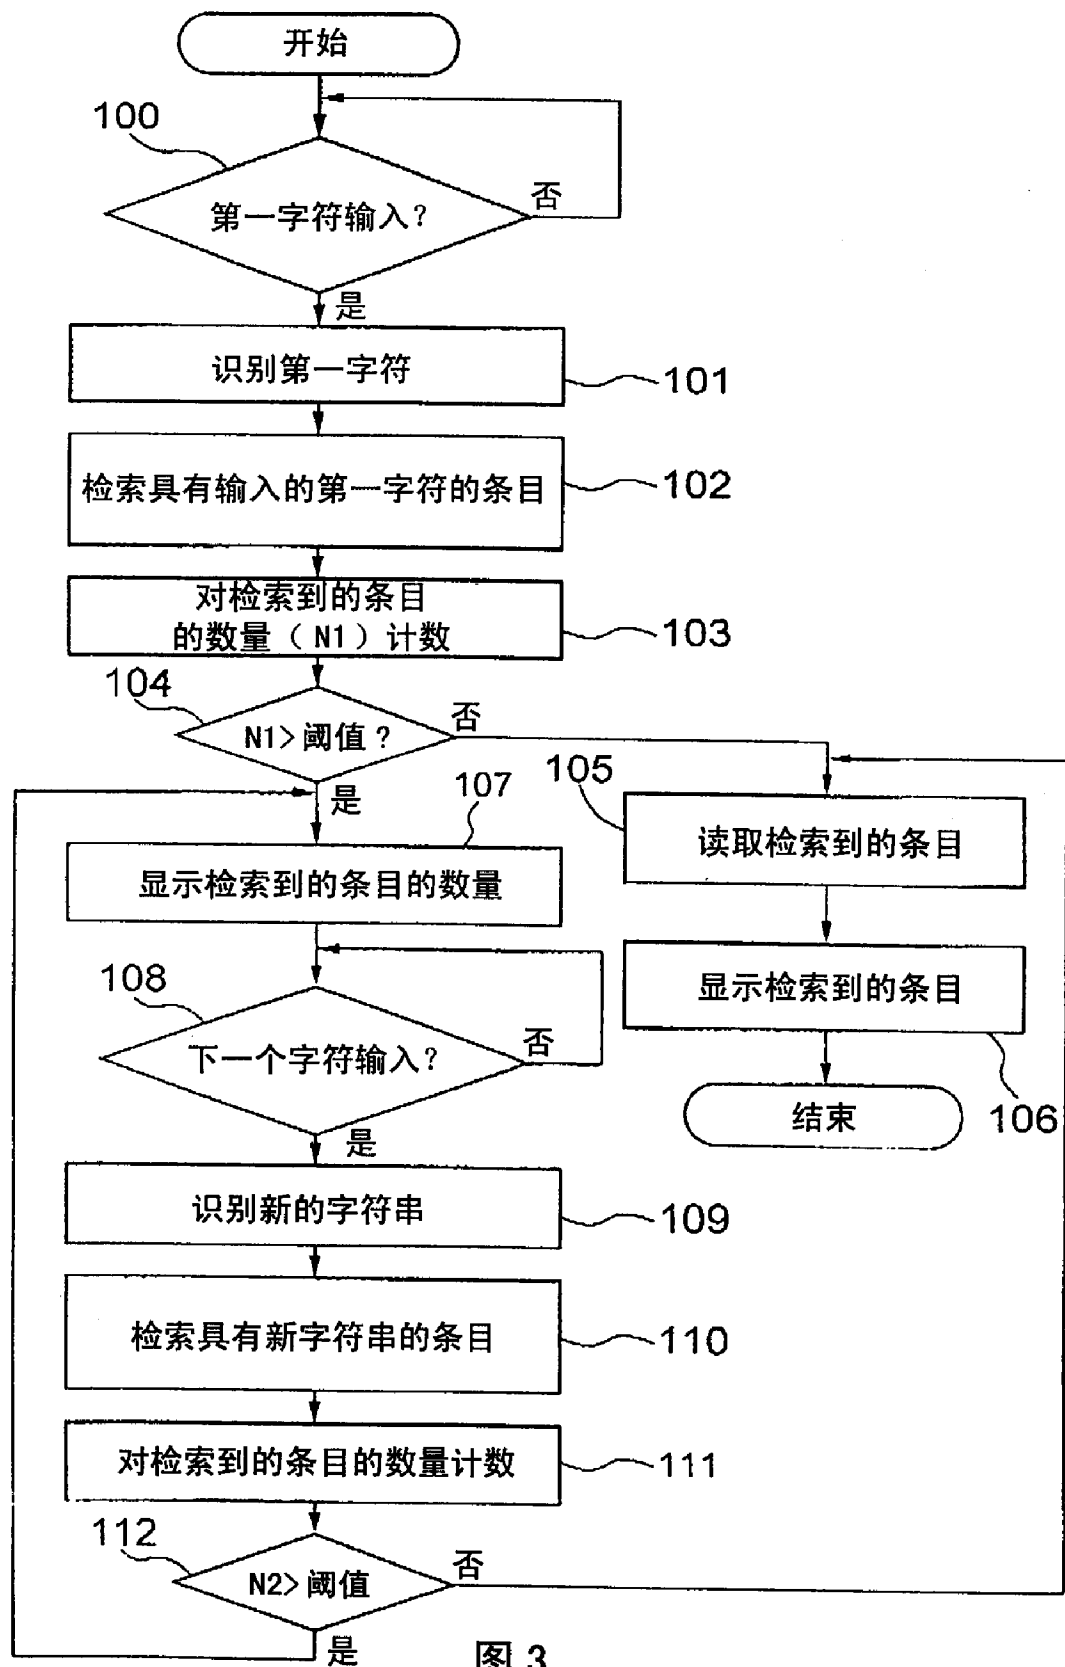 开始
100
第一字符输入?
否
是
识别第一字符
101
检索具有输入的第一字符的条目
102
对检索到的条目
的数量（N1）计数
103
104
N1>阈值?
否
是
105
读取检索到的条目
107
显示检索到的条目的数量
显示检索到的条目
106
结束
108
下一个字符输入?
否
是
识别新的字符串
109
检索具有新字符串的条目
110
对检索到的条目的数量计数
111
112
N2>阈值
否
是
图 3